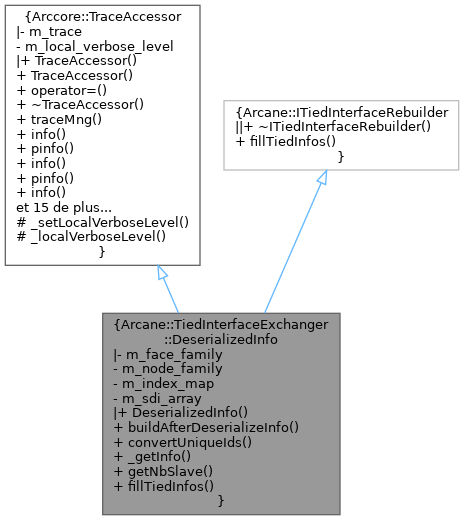 {Arccore::TraceAccessor
|- m_trace
- m_local_verbose_level
|+ TraceAccessor()
+ TraceAccessor()
+ operator=()
+ ~TraceAccessor()
+ traceMng()
+ info()
+ pinfo()
+ info()
+ pinfo()
+ info()
et 15 de plus...
# _setLocalVerboseLevel()
# _localVerboseLevel()
}
{Arcane::ITiedInterfaceRebuilder
||+ ~ITiedInterfaceRebuilder()
+ fillTiedInfos()
}
{Arcane::TiedInterfaceExchanger
::DeserializedInfo
|- m_face_family
- m_node_family
- m_index_map
- m_sdi_array
|+ DeserializedInfo()
+ buildAfterDeserializeInfo()
+ convertUniqueIds()
+ _getInfo()
+ getNbSlave()
+ fillTiedInfos()
}